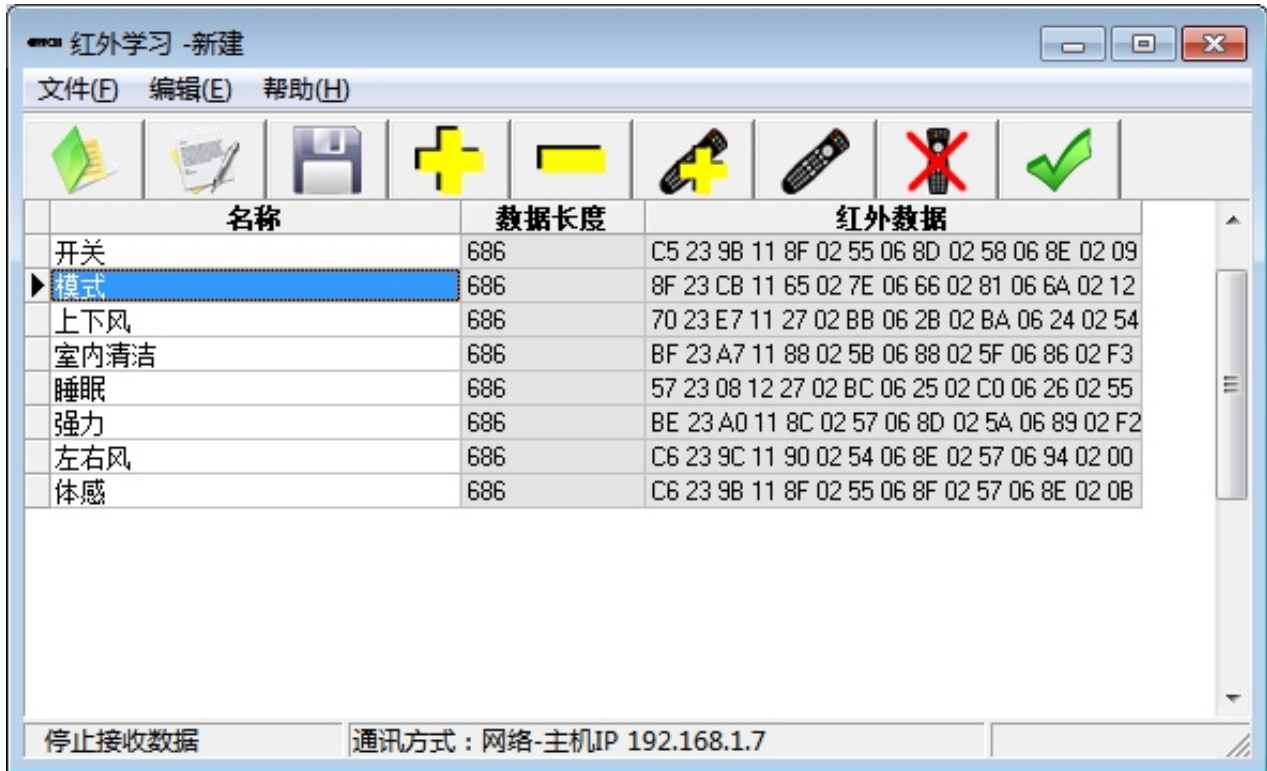 红外学习 -新建
文件(F) 编辑(E) 帮助(H)
名称 数据长度 红外数据
开关 686 C5 23 9B 11 8F 02 55 06 8D 02 58 06 8E 02 09
模式 686 8F 23 CB 11 65 02 7E 06 66 02 81 06 6A 02 12
上下风 686 70 23 E7 11 27 02 BB 06 2B 02 BA 06 24 02 54
室内清洁 686 BF 23 A7 11 88 02 5B 06 88 02 5F 06 86 02 F3
睡眠 686 57 23 08 12 27 02 BC 06 25 02 C0 06 26 02 55
强力 686 BE 23 A0 11 8C 02 57 06 8D 02 5A 06 89 02 F2
左右风 686 C6 23 9C 11 90 02 54 06 8E 02 57 06 94 02 00
体感 686 C6 23 9B 11 8F 02 55 06 8F 02 57 06 8E 02 0B
停止接收数据 通讯方式：网络-主机IP 192.168.1.7